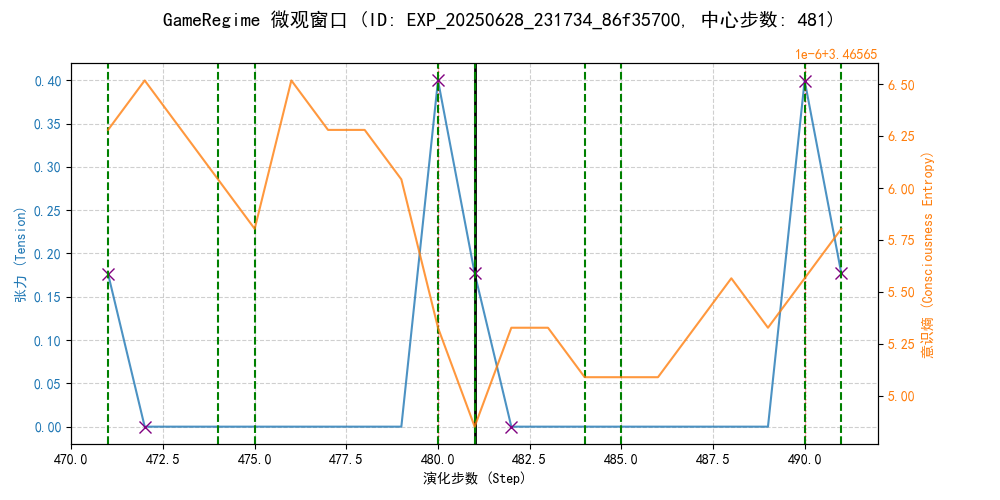 GameRegime 微观窗口 (ID: EXP_20250628_231734_86f35700, 中心步数: 481)
1e-6+3.46565
0.40
0.35
0.30
0.25
0.20
0.15
0.10
0.05
0.00
张力 (Tension)
6.50
6.25
6.00
5.75
5.50
5.25
5.00
意识熵 (Consciousness Entropy)
470.0 472.5 475.0 477.5 480.0 482.5 485.0 487.5 490.0
演化步数 (Step)